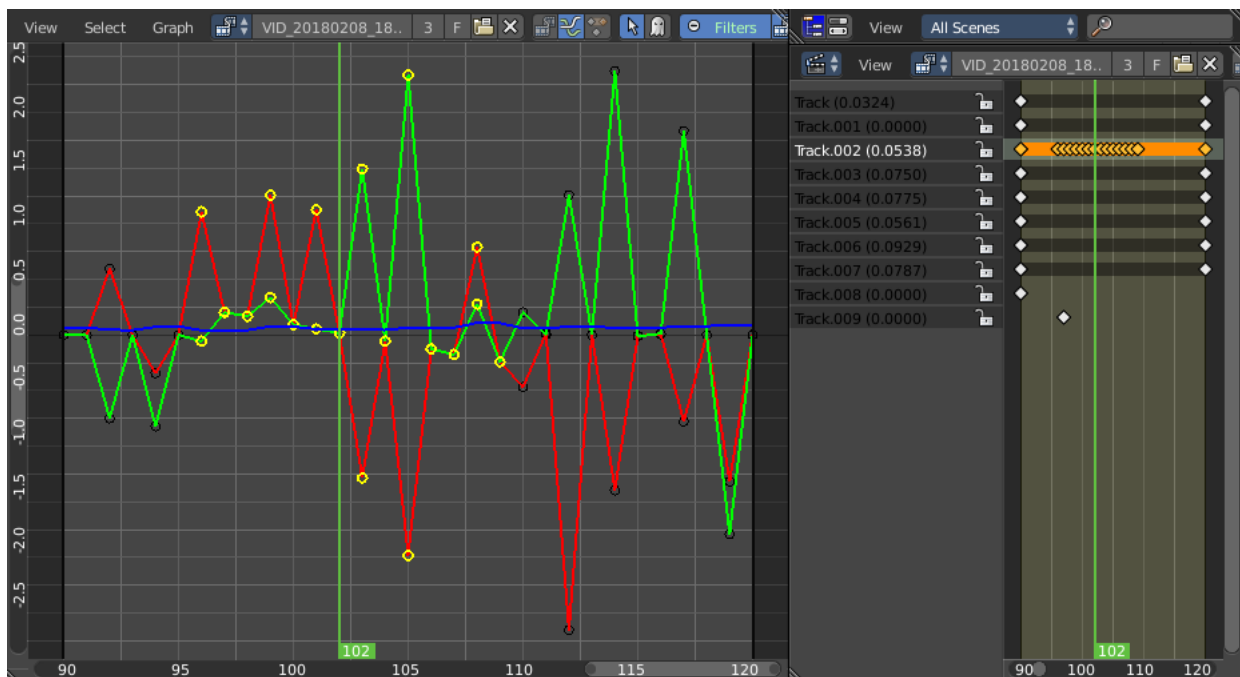 View Select Graph VID_20180208_18.. 3 F Filters
View All Scenes
View VID_20180208_18.. 3 F
2.5
2.0
1.5
1.0
0.5
0.0
-0.5
-1.0
-1.5
-2.0
-2.5
102
90 95 100 105 110 115 120
Track (0.0324)
Track.001 (0.0000)
Track.002 (0.0538)
Track.003 (0.0750)
Track.004 (0.0775)
Track.005 (0.0561)
Track.006 (0.0929)
Track.007 (0.0787)
Track.008 (0.0000)
Track.009 (0.0000)
102
90 100 110 120